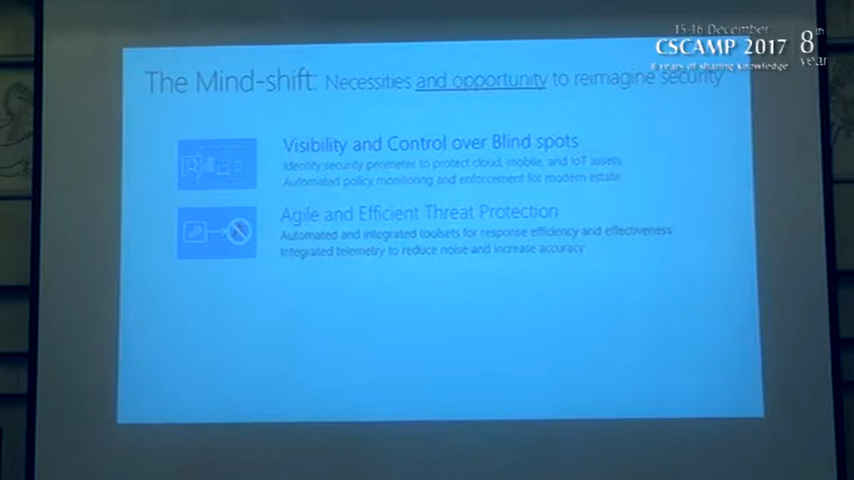 15-16 December
CSCAMP 2017 8th
8 years of sharing knowledge year
The Mind-shift: Necessities and opportunity to reimagine security
Visibility and Control over Blind spots
Identity security perimeter to protect cloud, mobile, and IoT assets
Automated policy monitoring and enforcement for modern estate
Agile and Efficient Threat Protection
Automated and integrated toolsets for response efficiency and effectiveness
Integrated telemetry to reduce noise and increase accuracy